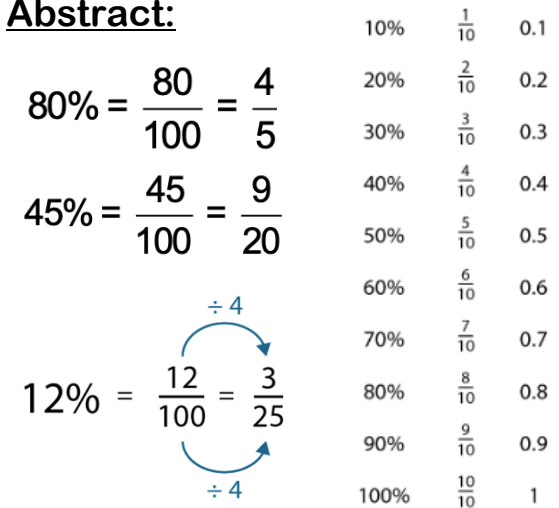 Abstract:
80% = 80/100 = 4/5
45% = 45/100 = 9/20
÷ 4
12% = 12/100 = 3/25
÷ 4
10% 1/10 0.1
20% 2/10 0.2
30% 3/10 0.3
40% 4/10 0.4
50% 5/10 0.5
60% 6/10 0.6
70% 7/10 0.7
80% 8/10 0.8
90% 9/10 0.9
100% 10/10 1